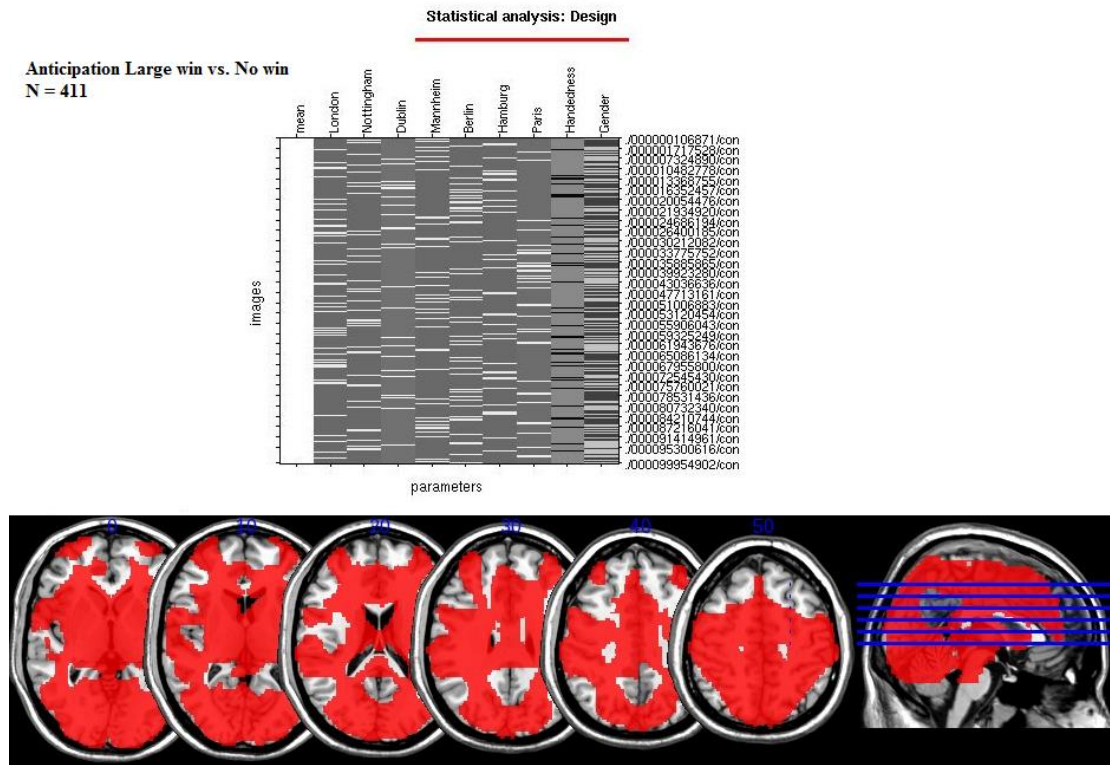 Statistical analysis: Design
Anticipation Large win vs. No win
N = 411
mean
London
Nottingham
Dublin
Mannheim
Berlin
Hamburg
Paris
Handedness
Gender
images
./000000106871/con
./000001717528/con
./000007324890/con
./000010482778/con
./000013368755/con
./000016352457/con
./000020054476/con
./000021934920/con
./000024686194/con
./000026400185/con
./000030212082/con
./000033775752/con
./000035885865/con
./000039923280/con
./000043036636/con
./000047713161/con
./000051006883/con
./000053120454/con
./000055906043/con
./000059325249/con
./000061943676/con
./000065086134/con
./000067955800/con
./000072545430/con
./000075760021/con
./000078531436/con
./000080732340/con
./000084210744/con
./000087216041/con
./000091414961/con
./000095300616/con
./000099954902/con
parameters
0 10 20 30 40 50